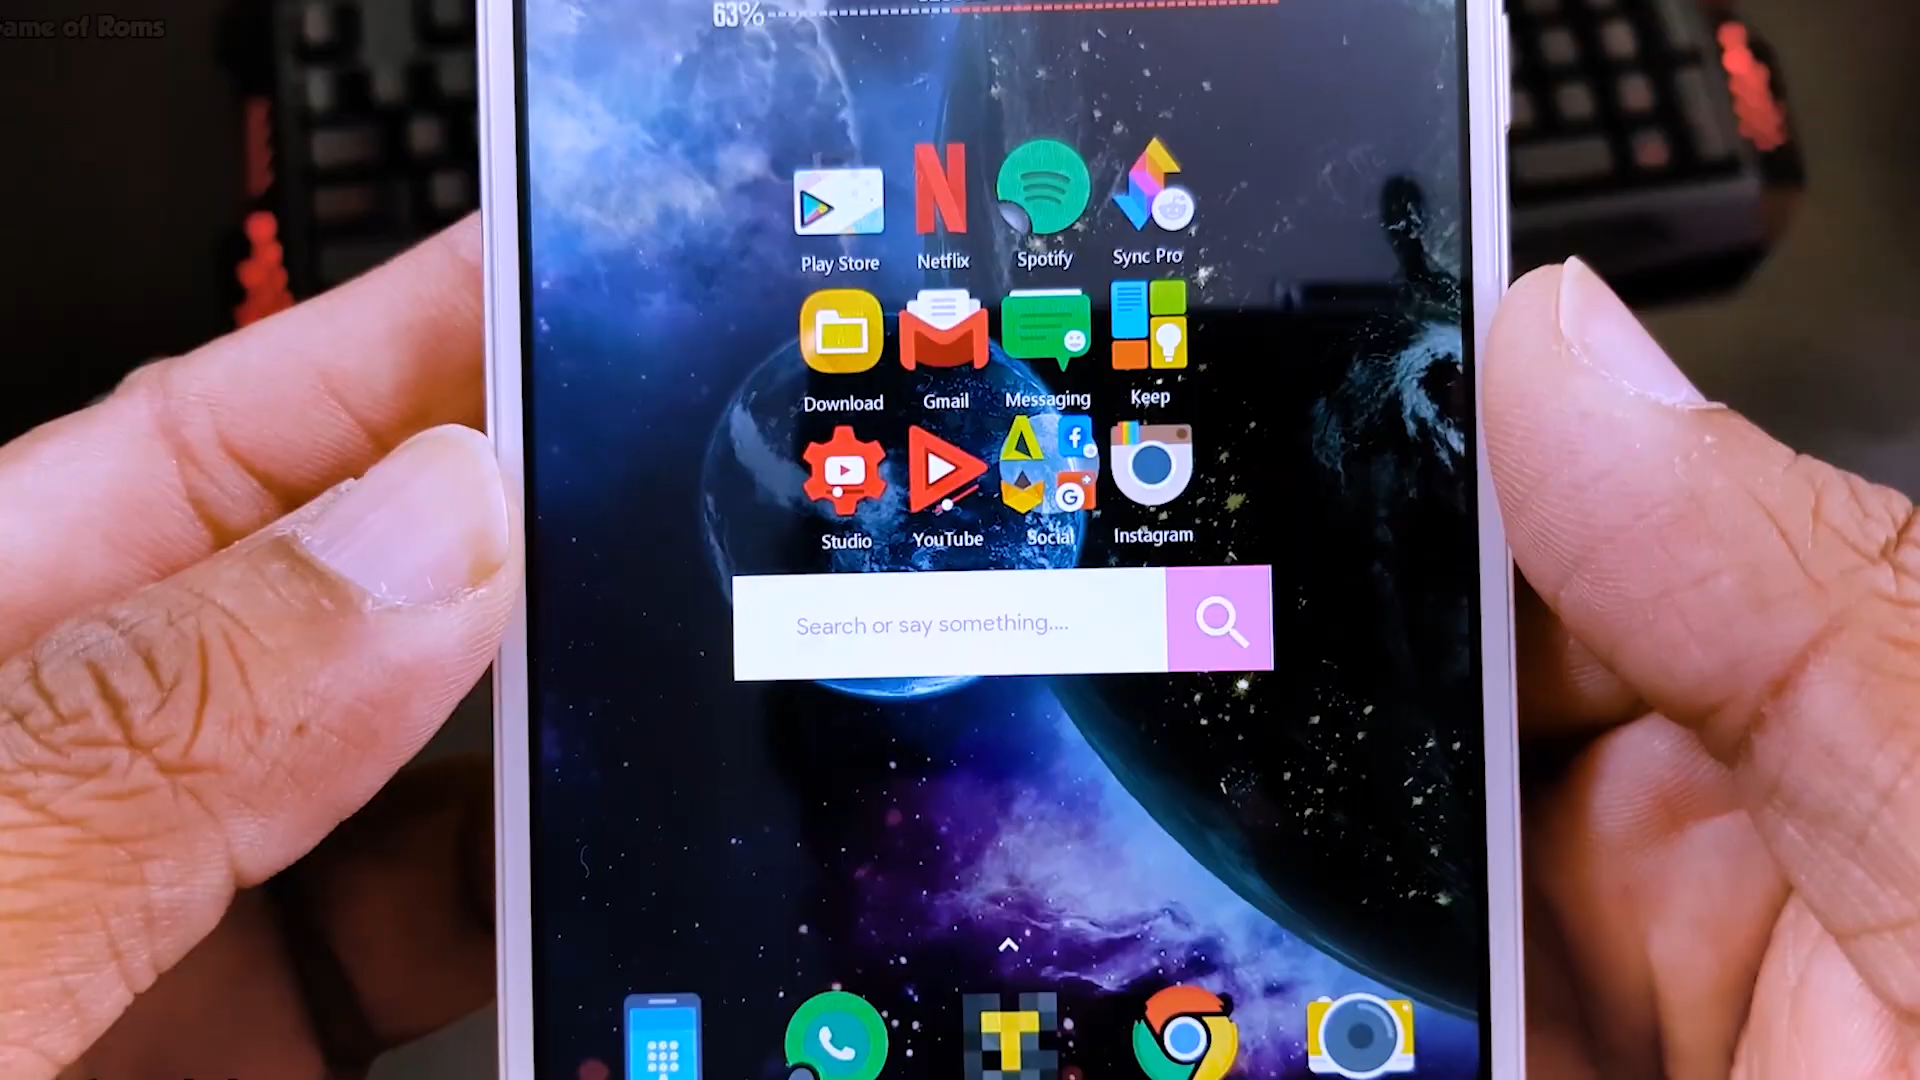 ame of Roms
63%
Play Store Netflix Spotify Sync Pro
Download Gmail Messaging Keep
Studio YouTube Social Instagram
Search or say something....